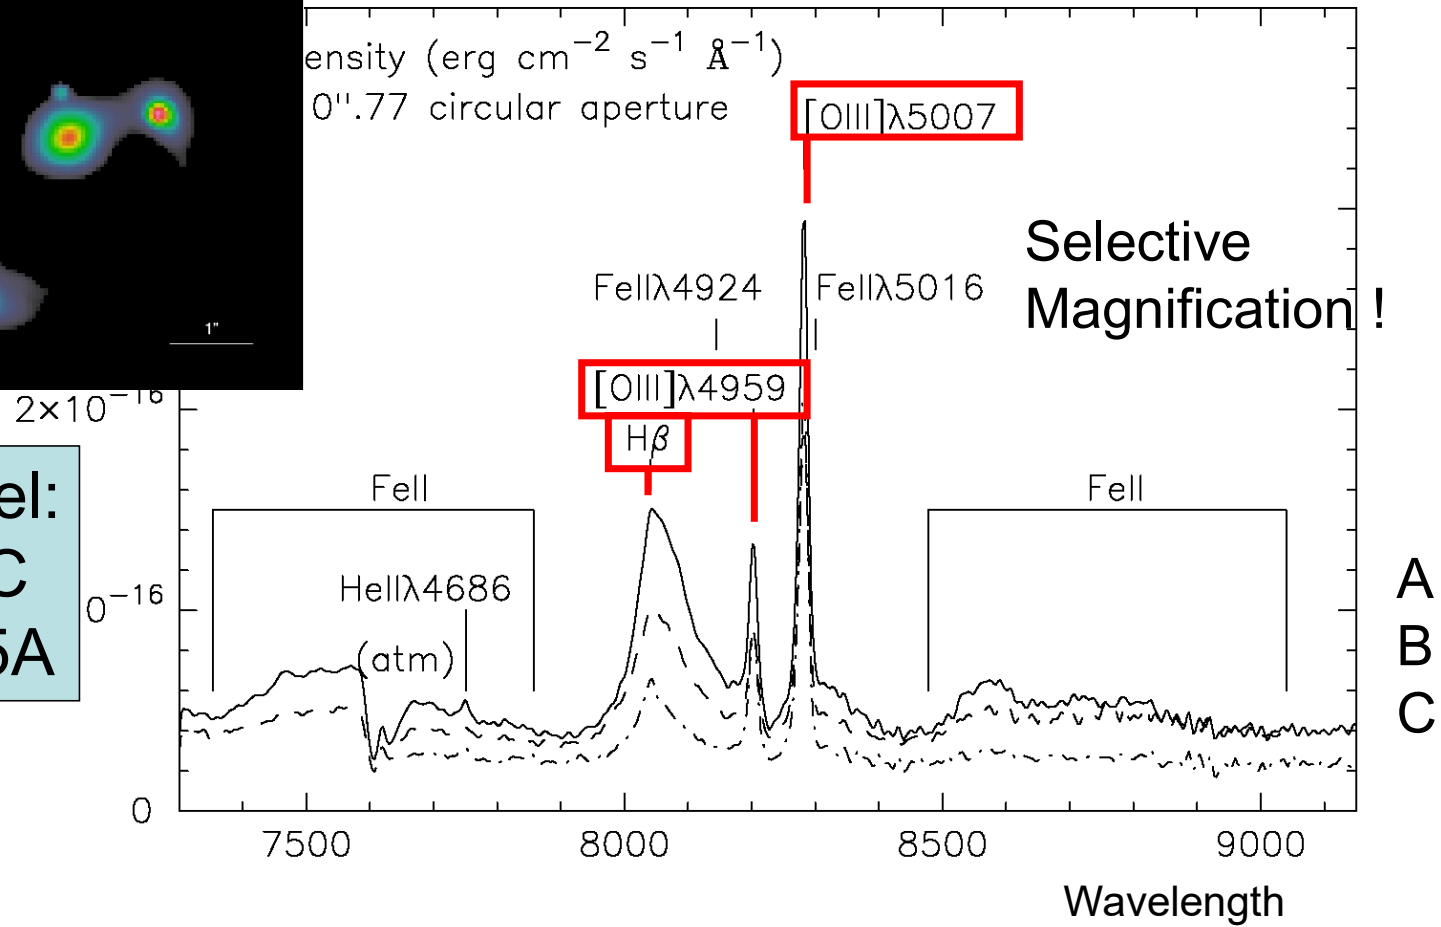 ensity (erg cm−2 s−1 Å−1)
0".77 circular aperture
[OIII]λ5007
Selective
Magnification !
FeIIλ4924
FeIIλ5016
1"
[OIII]λ4959
2×10−16
Hβ
FeII
FeII
el:
C
5A
HeIIλ4686
0−16
(atm)
A
B
C
0
7500
8000
8500
9000
Wavelength